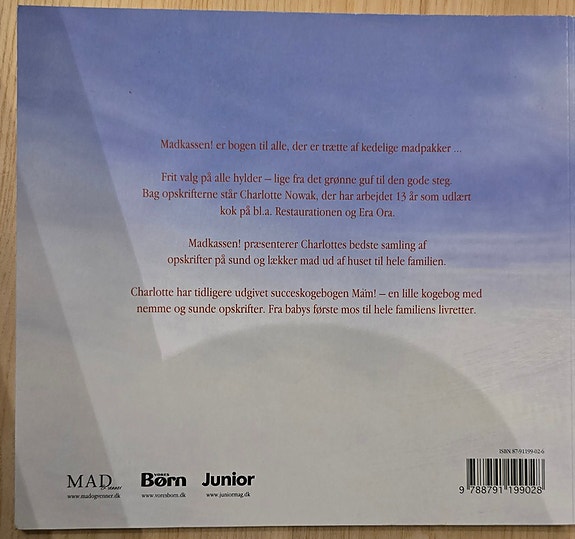 Madkassen! er bogen til alle, der er trætte af kedelige madpakker ...
Frit valg på alle hylder – lige fra det grønne guf til den gode steg.
Bag opskrifterne står Charlotte Nowak, der har arbejdet 13 år som udlært
kok på bl.a. Restaurationen og Era Ora.
Madkassen! præsenterer Charlottes bedste samling af
opskrifter på sund og lækker mad ud af huset til hele familien.
Charlotte har tidligere udgivet succeskogebogen Mam! – en lille kogebog med
nemme og sunde opskrifter. Fra babys første mos til hele familiens livretter.
ISBN 87-91199-02-6
MAD & venner
www.madogvenner.dk
VORES Børn
www.voresborn.dk
Junior
www.juniormag.dk
9 788791 199028